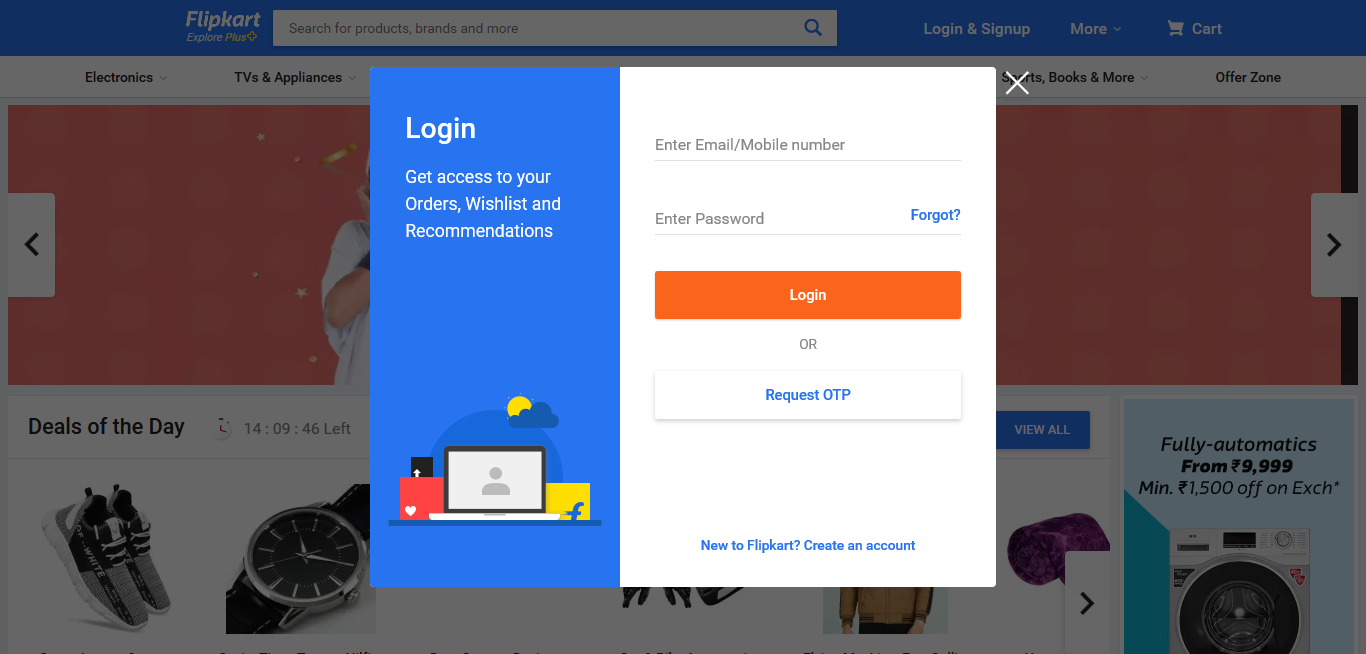 Flipkart
Explore Plus
Search for products, brands and more
Login & Signup
More
Cart
Electronics
TVs & Appliances
Sports, Books & More
Offer Zone
Login
Get access to your
Orders, Wishlist and
Recommendations
Enter Email/Mobile number
Enter Password
Forgot?
Login
OR
Request OTP
New to Flipkart? Create an account
Deals of the Day
14 : 09 : 46 Left
VIEW ALL
Fully-automatics
From ₹9,999
Min. ₹1,500 off on Exch*